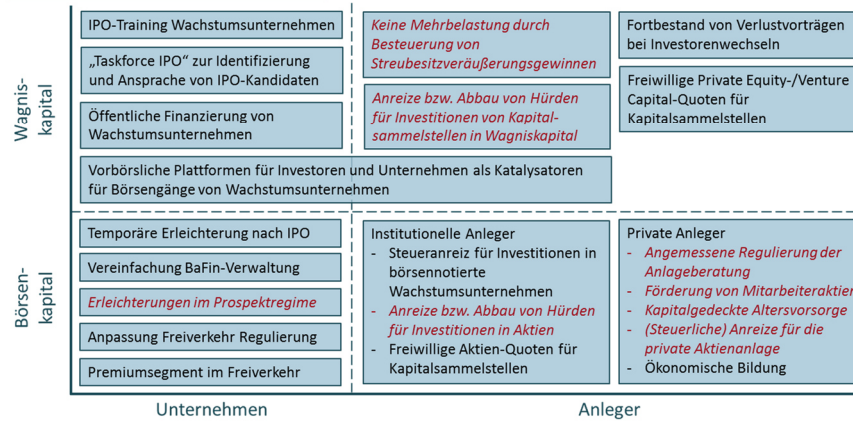 Wagnis-
kapital
IPO-Training Wachstumsunternehmen
„Taskforce IPO" zur Identifizierung
und Ansprache von IPO-Kandidaten
Öffentliche Finanzierung von
Wachstumsunternehmen
Keine Mehrbelastung durch
Besteuerung von
Streubesitzveräußerungsgewinnen
Anreize bzw. Abbau von Hürden
für Investitionen von Kapital-
sammelstellen in Wagniskapital
Fortbestand von Verlustvorträgen
bei Investorenwechseln
Freiwillige Private Equity-/Venture
Capital-Quoten für
Kapitalsammelstellen
Vorbörsliche Plattformen für Investoren und Unternehmen als Katalysatoren
für Börsengänge von Wachstumsunternehmen
Börsen-
kapital
Temporäre Erleichterung nach IPO
Vereinfachung BaFin-Verwaltung
Erleichterungen im Prospektregime
Anpassung Freiverkehr Regulierung
Premiumsegment im Freiverkehr
Institutionelle Anleger
- Steueranreiz für Investitionen in
börsennotierte
Wachstumsunternehmen
- Anreize bzw. Abbau von Hürden
für Investitionen in Aktien
- Freiwillige Aktien-Quoten für
Kapitalsammelstellen
Private Anleger
- Angemessene Regulierung der
Anlageberatung
- Förderung von Mitarbeiteraktien
- Kapitalgedeckte Altersvorsorge
- (Steuerliche) Anreize für die
private Aktienanlage
- Ökonomische Bildung
Unternehmen
Anleger